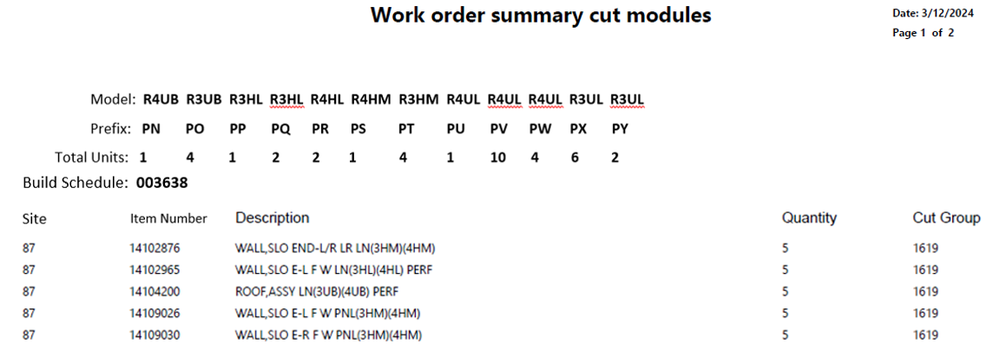 Work order summary cut modules
Date: 3/12/2024
Page 1 of 2
Model: R4UB R3UB R3HL R3HL R4HL R4HM R3HM R4UL R4UL R4UL R3UL R3UL
Prefix: PN PO PP PQ PR PS PT PU PV PW PX PY
Total Units: 1 4 1 2 2 1 4 1 10 4 6 2
Build Schedule: 003638
Site Item Number Description Quantity Cut Group
87 14102876 WALL,SLO END-L/R LR LN(3HM)(4HM) 5 1619
87 14102965 WALL,SLO E-L F W LN(3HL)(4HL) PERF 5 1619
87 14104200 ROOF,ASSY LN(3UB)(4UB) PERF 5 1619
87 14109026 WALL,SLO E-L F W PNL(3HM)(4HM) 5 1619
87 14109030 WALL,SLO E-R F W PNL(3HM)(4HM) 5 1619